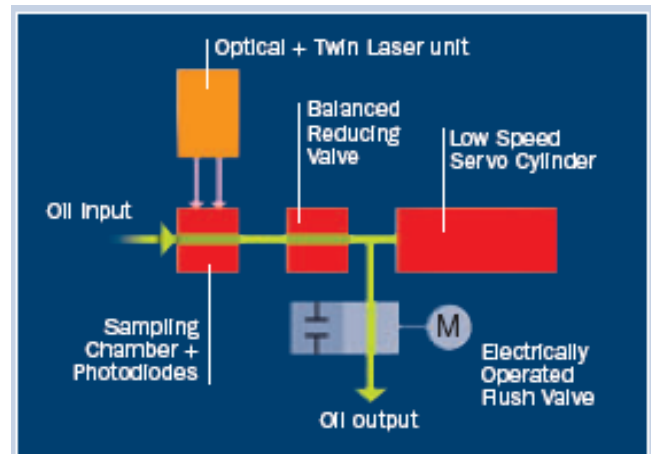 Optical + Twin Laser unit
Balanced
Reducing
Valve
Low Speed
Servo Cylinder
Oil Input
Sampling
Chamber +
Photodiodes
M
Electrically
Operated
Flush Valve
Oil output